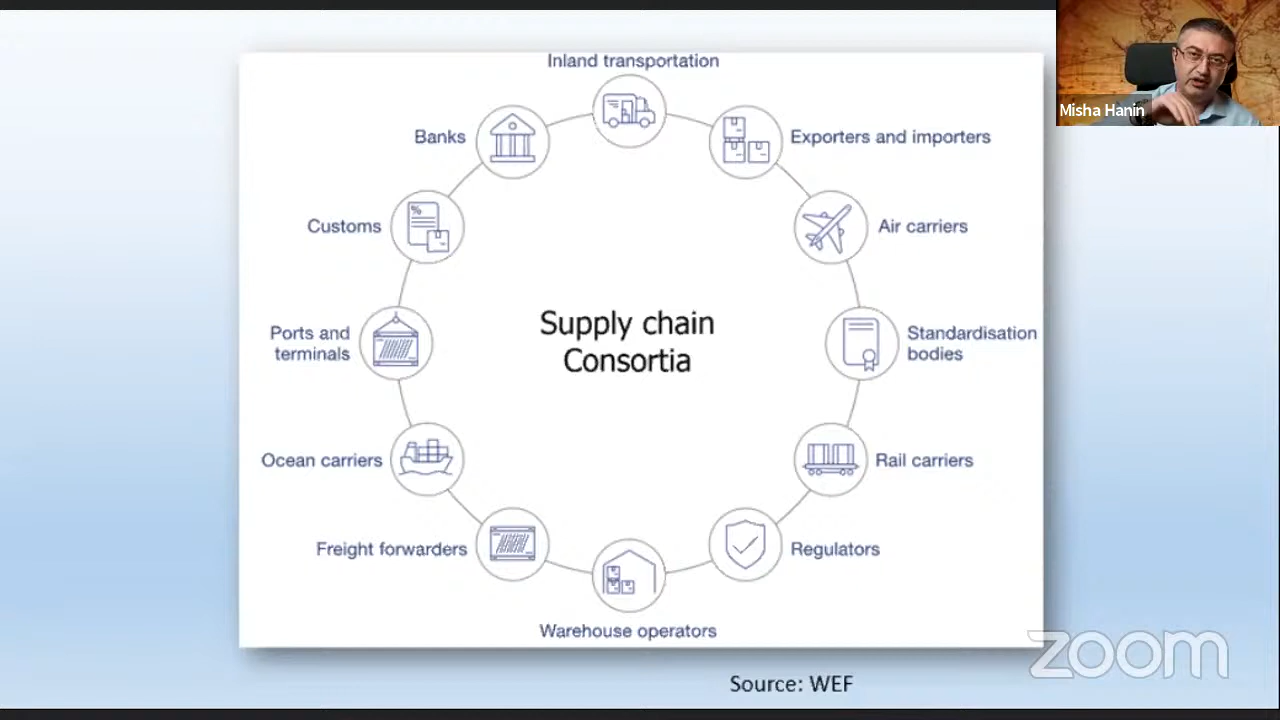 Inland transportation
Misha Hanin
Banks
Exporters and importers
Customs
%
Air carriers
Supply chain
Consortia
Ports and
terminals
Standardisation
bodies
Ocean carriers
Rail carriers
Freight forwarders
Regulators
Warehouse operators
zoom
Source: WEF